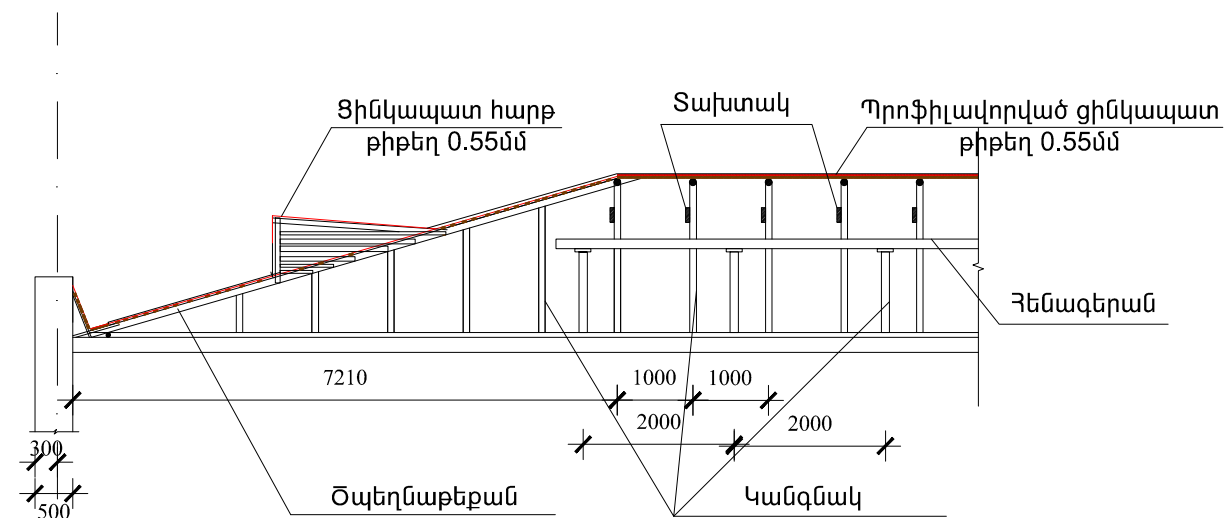 Ցինկապատ հարթ
թիթեղ 0.55մմ
Տախտակ
Պրոֆիլավորված ցինկապատ
թիթեղ 0.55մմ
Հենագերան
7210
1000
1000
2000
2000
300
500
Ծպեղնաթեքան
Կանգնակ